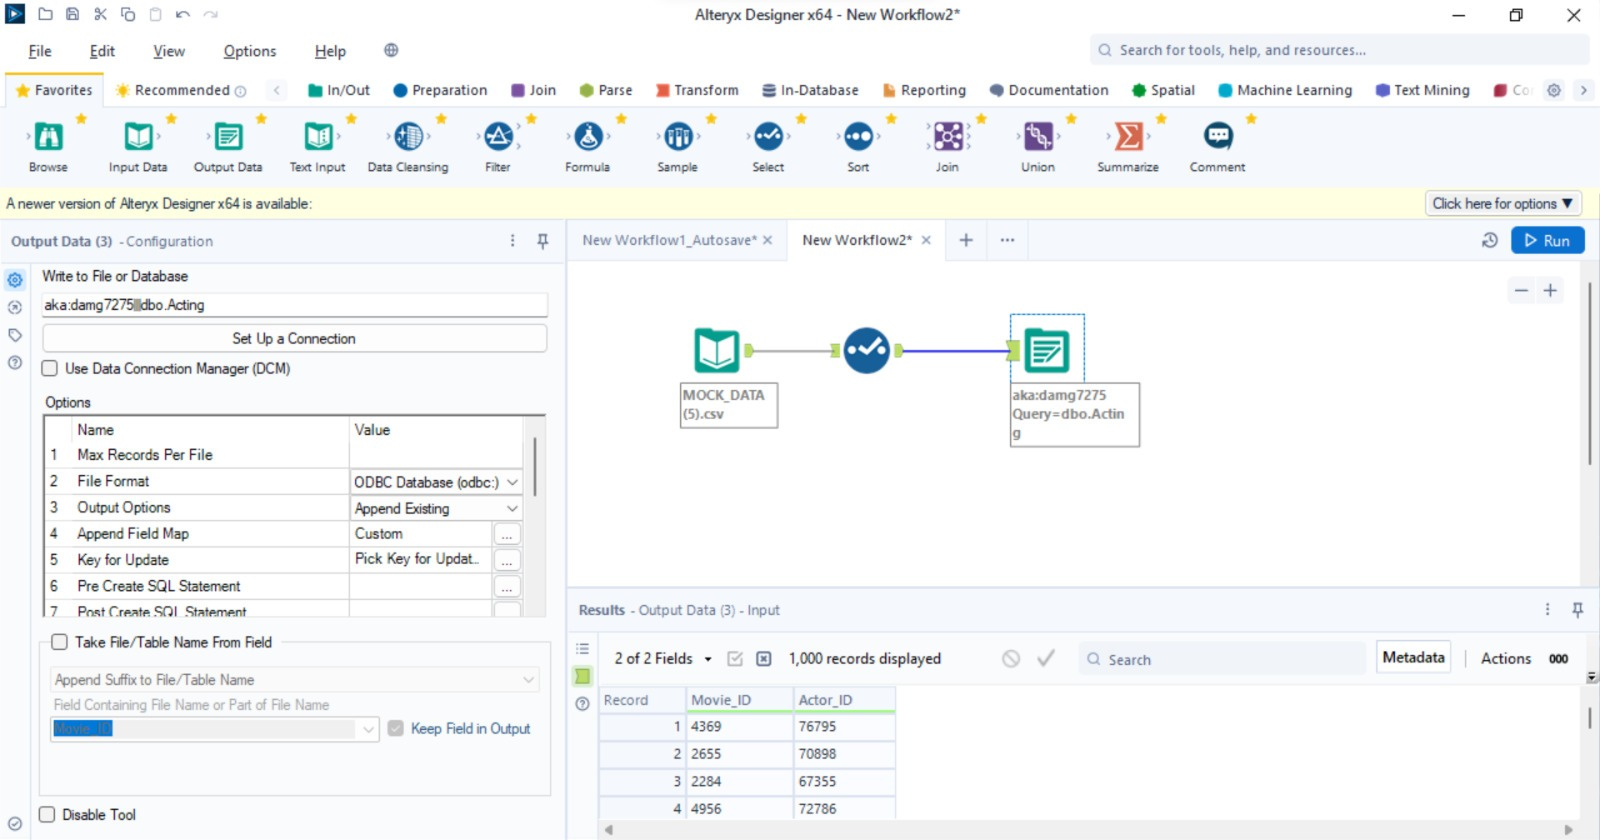 Alteryx Designer x64 - New Workflow2*
File Edit View Options Help
Search for tools, help, and resources...
Favorites Recommended In/Out Preparation Join Parse Transform In-Database Reporting Documentation Spatial Machine Learning Text Mining Co
Browse Input Data Output Data Text Input Data Cleansing Filter Formula Sample Select Sort Join Union Summarize Comment
A newer version of Alteryx Designer x64 is available:
Click here for options ▼
Output Data (3) - Configuration
New Workflow1_Autosave* × New Workflow2* × + ...
Run
Write to File or Database
aka:damg7275 dbo.Acting
Set Up a Connection
Use Data Connection Manager (DCM)
Options
Name Value
1 Max Records Per File
2 File Format ODBC Database (odbc:)
3 Output Options Append Existing
4 Append Field Map Custom ...
5 Key for Update Pick Key for Updat... ...
6 Pre Create SQL Statement ...
7 Post Create SQL Statement
Take File/Table Name From Field
Append Suffix to File/Table Name
Field Containing File Name or Part of File Name
Movie_ID
Keep Field in Output
Disable Tool
MOCK_DATA
(5).csv
aka:damg7275
Query=dbo.Actin
g
Results - Output Data (3) - Input
2 of 2 Fields
1,000 records displayed
Search
Metadata
Actions
000
Record Movie_ID Actor_ID
1 4369 76795
2 2655 70898
3 2284 67355
4 4956 72786